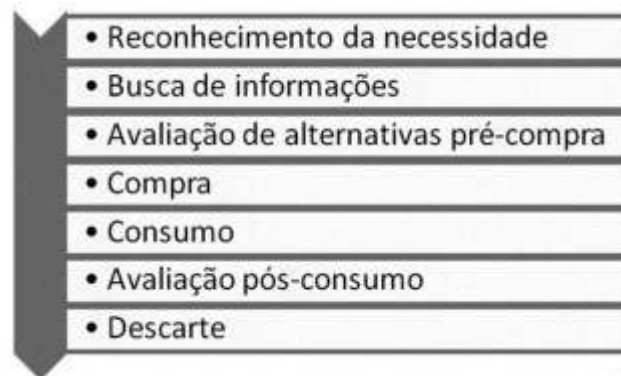 • Reconhecimento da necessidade
• Busca de informações
• Avaliação de alternativas pré-compra
• Compra
• Consumo
• Avaliação pós-consumo
• Descarte